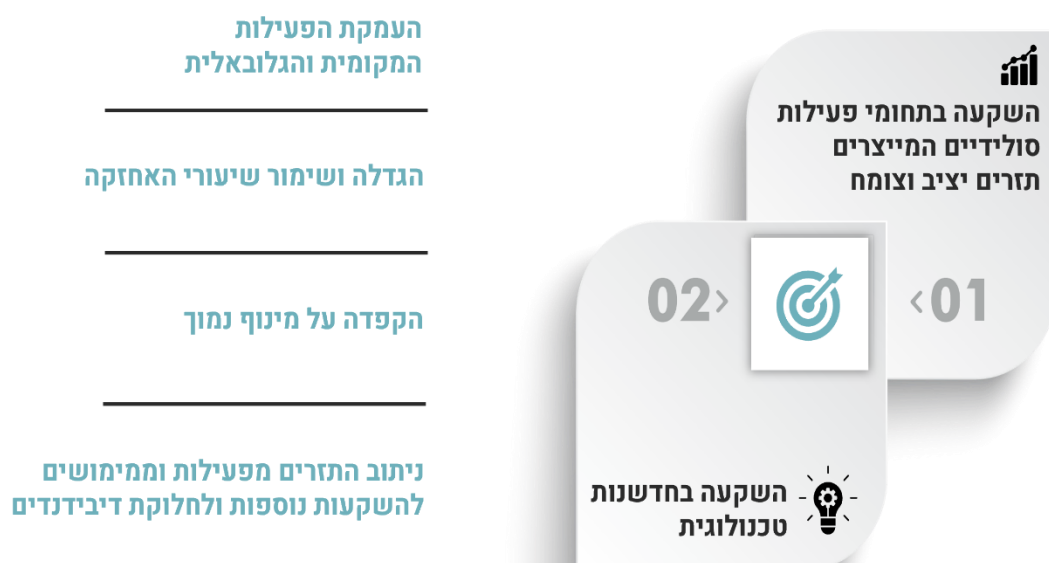 השקעה בתחומי פעילות
סולידיים המייצרים
תזרים יציב וצומח
01
02
השקעה בחדשנות
טכנולוגית
העמקת הפעילות
המקומית והגלובאלית
הגדלה ושימור שיעורי האחזקה
הקפדה על מינוף נמוך
ניתוב התזרים מפעילות וממימושים
להשקעות נוספות ולחלוקת דיבידנדים